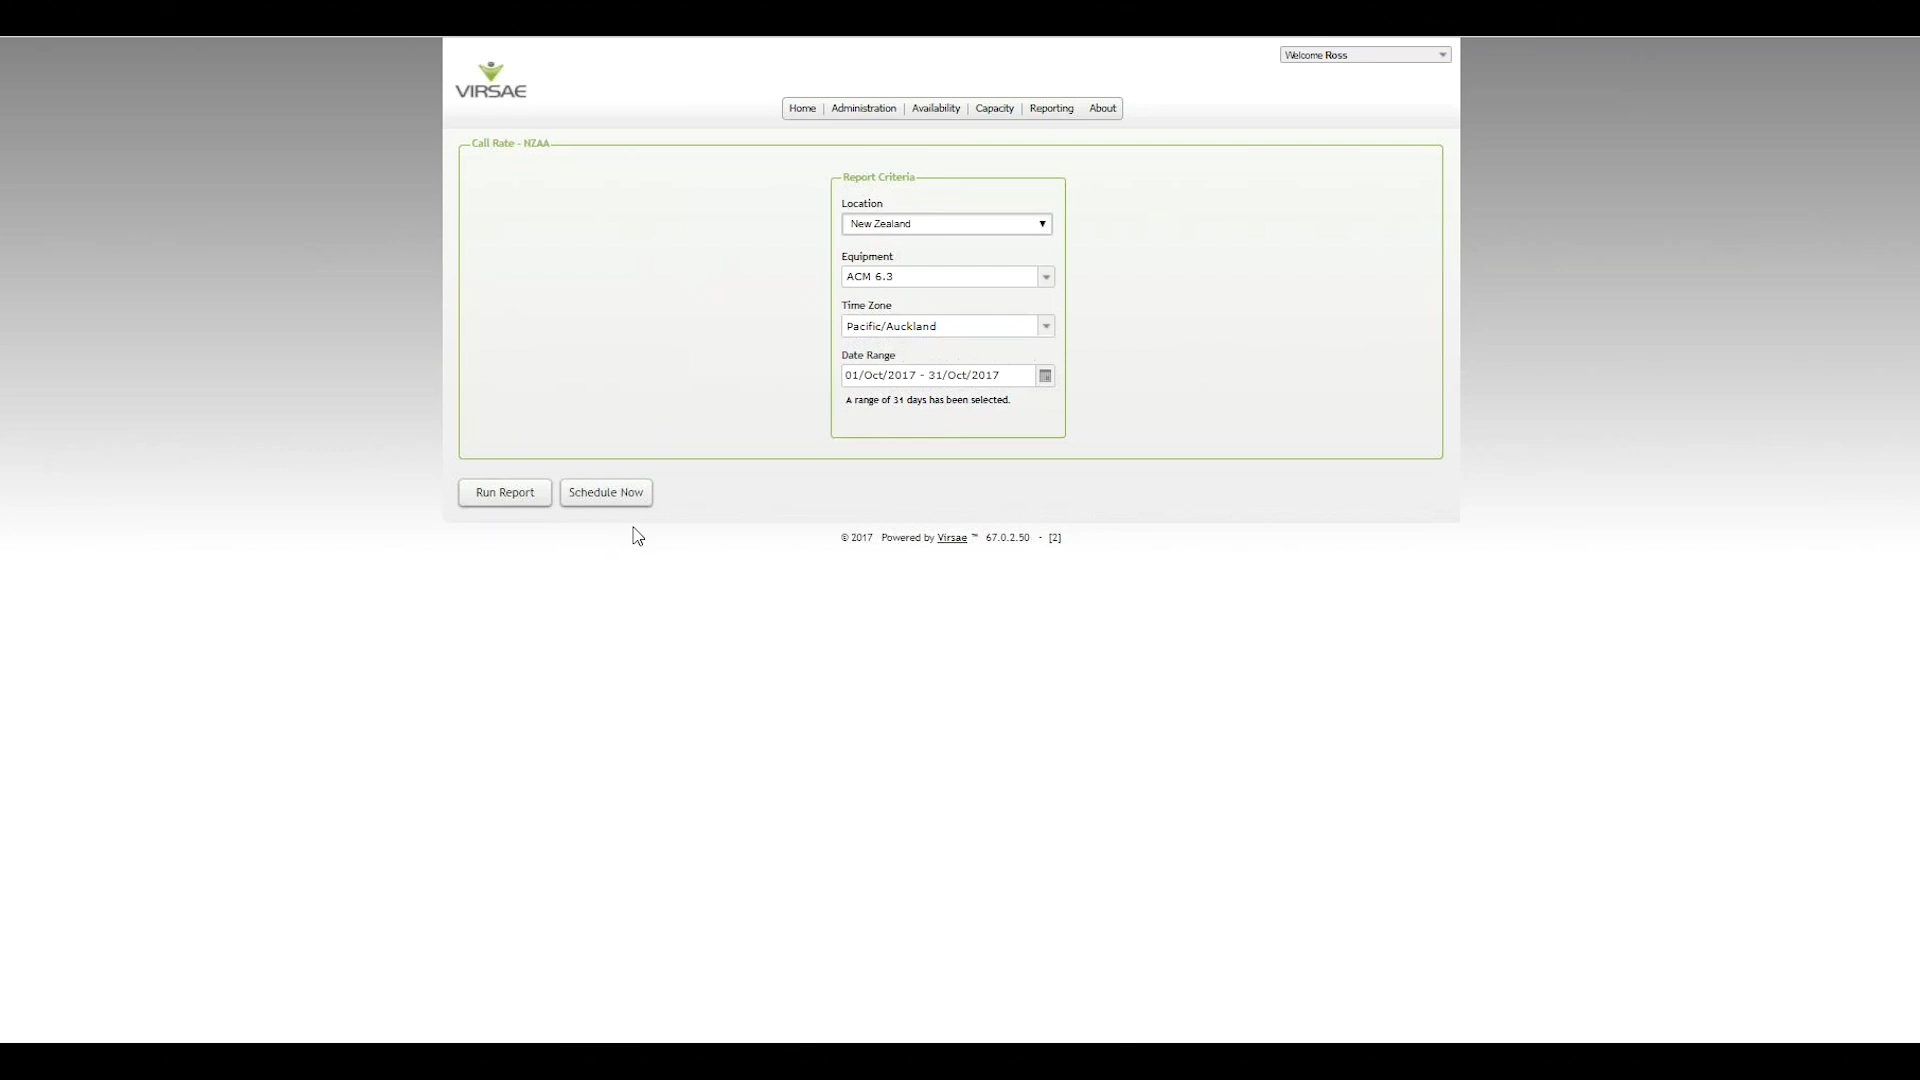 Welcome Ross
VIRSAE
Home | Administration | Availability | Capacity | Reporting About
Call Rate - NZAA
Report Criteria
Location
New Zealand
Equipment
ACM 6.3
Time Zone
Pacific/Auckland
Date Range
01/Oct/2017 - 31/Oct/2017
A range of 31 days has been selected.
Run Report Schedule Now
© 2017 Powered by Virsae ™ 67.0.2.50 - [2]